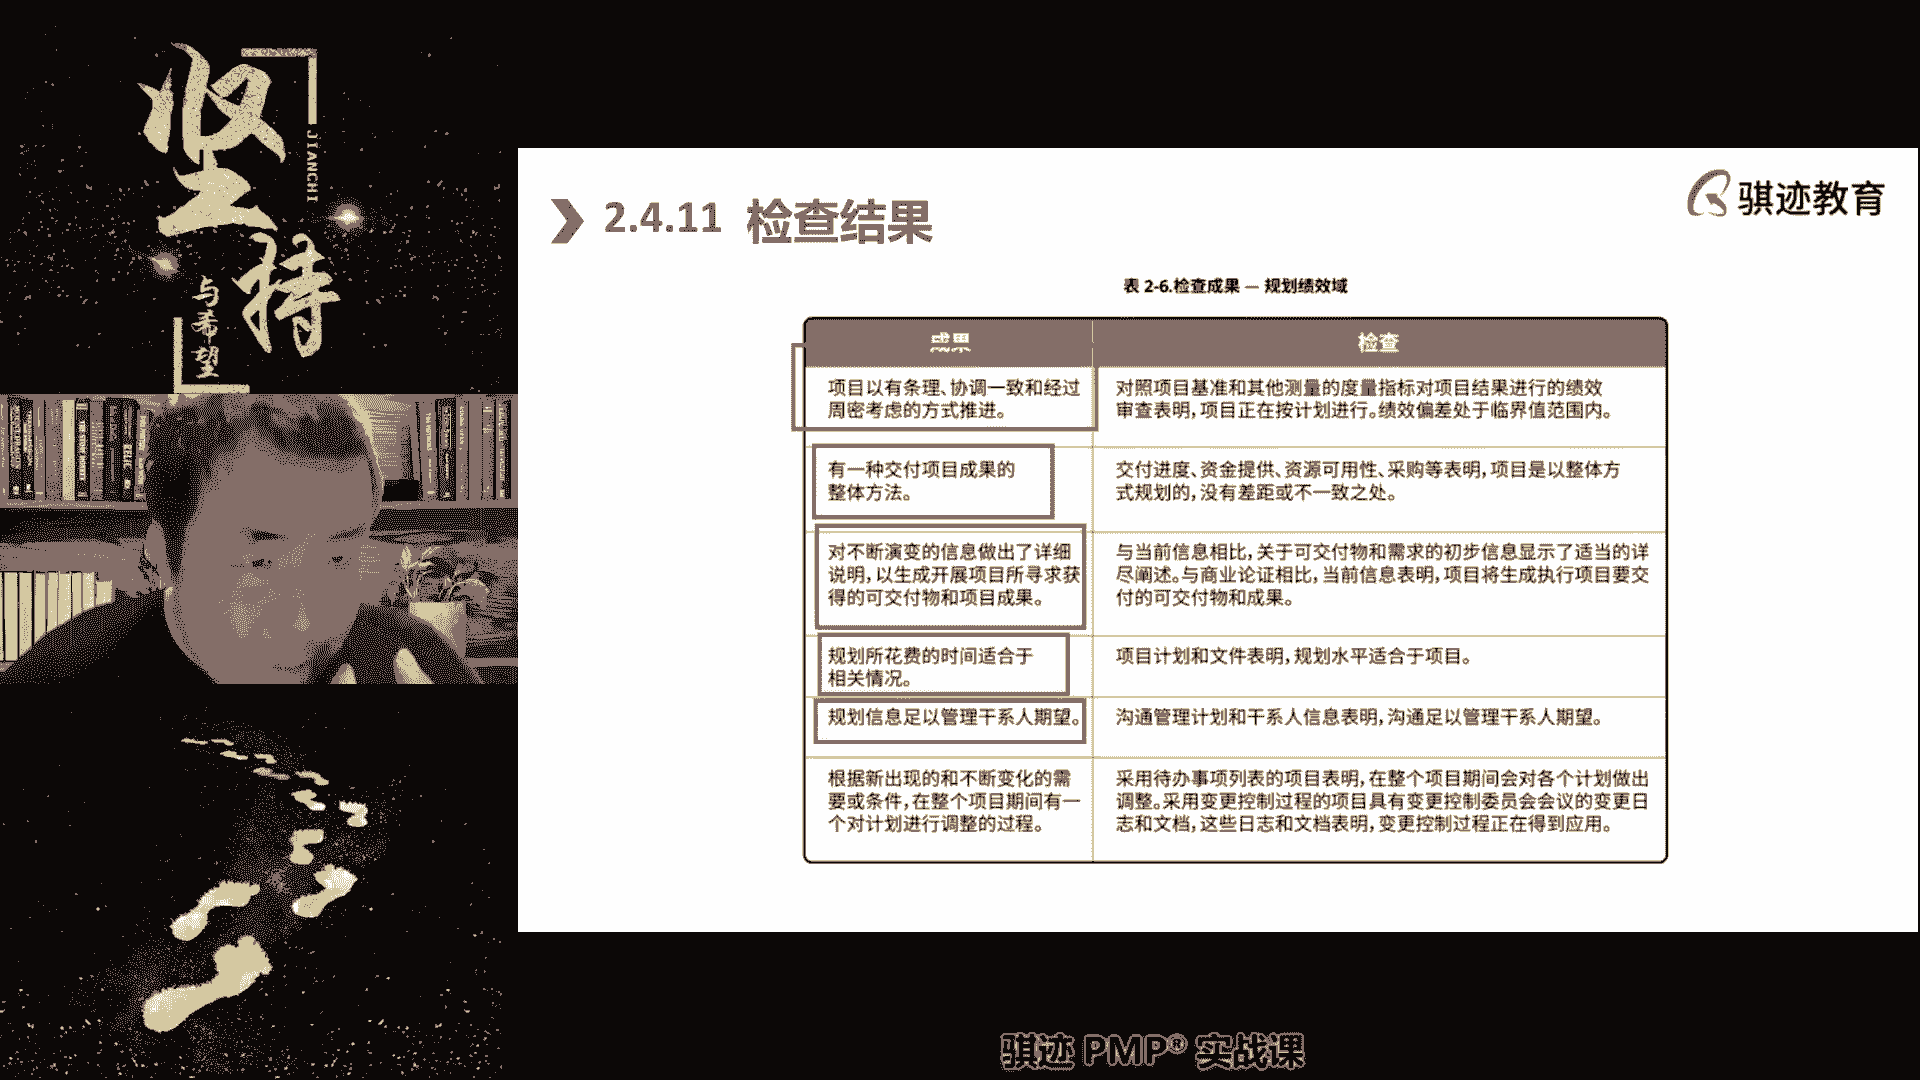 坚持
JIANCHI
与希望
骐迹教育
2.4.11 检查结果
表 2-6.检查成果 — 规划绩效域
成果
检查
项目以有条理、协调一致和经过
周密考虑的方式推进。
对照项目基准和其他测量的度量指标对项目结果进行的绩效
审查表明，项目正在按计划进行。绩效偏差处于临界值范围内。
有一种交付项目成果的
整体方法。
交付进度、资金提供、资源可用性、采购等表明，项目是以整体方
式规划的，没有差距或不一致之处。
对不断演变的信息做出了详细
说明，以生成开展项目所寻求获
得的可交付物和项目成果。
与当前信息相比，关于可交付物和需求的初步信息显示了适当的详
尽阐述。与商业论证相比，当前信息表明，项目将生成执行项目要交
付的可交付物和成果。
规划所花费的时间适合于
相关情况。
项目计划和文件表明，规划水平适合于项目。
规划信息足以管理干系人期望。
沟通管理计划和干系人信息表明，沟通足以管理干系人期望。
根据新出现的和不断变化的需
要或条件，在整个项目期间有一
个对计划进行调整的过程。
采用待办事项列表的项目表明，在整个项目期间会对各个计划做出
调整。采用变更控制过程的项目具有变更控制委员会会议的变更日
志和文档，这些日志和文档表明，变更控制过程正在得到应用。
骐迹 PMP® 实战课